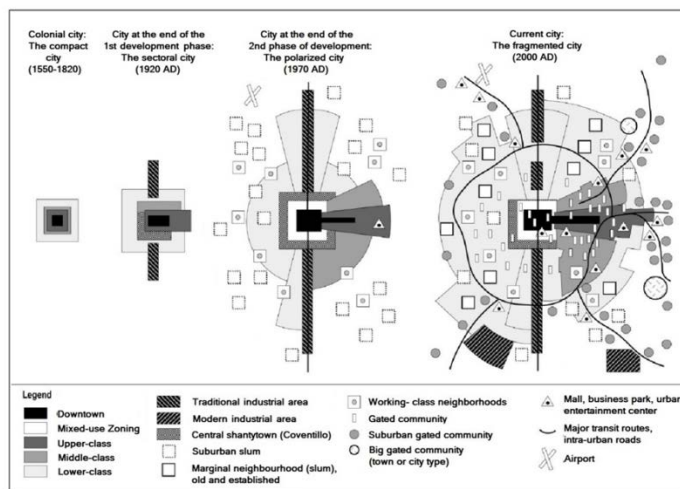 Colonial city:
The compact
city
(1550-1820)
City at the end of the
1st development phase:
The sectoral city
(1920 AD)
City at the end of the
2nd phase of development:
The polarized city
(1970 AD)
Current city:
The fragmented city
(2000 AD)
Legend
Downtown
Mixed-use Zoning
Upper-class
Middle-class
Lower-class
Traditional industrial area
Modern industrial area
Central shantytown (Coventillo)
Suburban slum
Marginal neighbourhood (slum),
old and established
Working- class neighborhoods
Gated community
Suburban gated community
Big gated community
(town or city type)
Mall, business park, urban
entertainment center
Major transit routes,
intra-urban roads
Airport